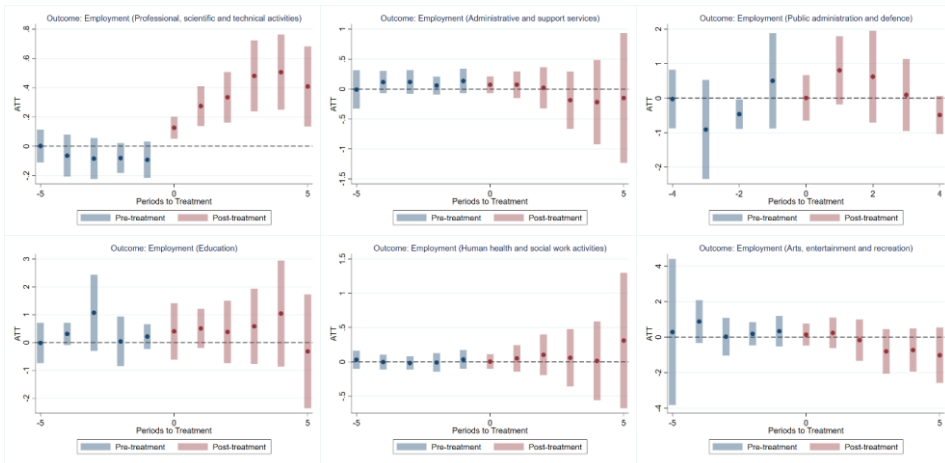 Outcome: Employment (Professional, scientific and technical activities)
ATT
.8
.6
.4
.2
0
-.2
-5
0
5
Periods to Treatment
Pre-treatment
Post-treatment
Outcome: Employment (Administrative and support services)
ATT
1
.5
0
-.5
-1
-1.5
-5
0
5
Periods to Treatment
Pre-treatment
Post-treatment
Outcome: Employment (Public administration and defence)
ATT
2
1
0
-1
-2
-4
-2
0
2
4
Periods to Treatment
Pre-treatment
Post-treatment
Outcome: Employment (Education)
ATT
3
2
1
0
-1
-2
-5
0
5
Periods to Treatment
Pre-treatment
Post-treatment
Outcome: Employment (Human health and social work activities)
ATT
1.5
1
.5
0
-.5
-5
0
5
Periods to Treatment
Pre-treatment
Post-treatment
Outcome: Employment (Arts, entertainment and recreation)
ATT
4
2
0
-2
-4
-5
0
5
Periods to Treatment
Pre-treatment
Post-treatment